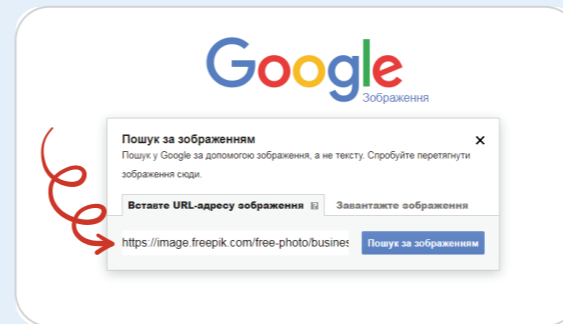 Google
Зображення
Пошук за зображенням
Пошук у Google за допомогою зображення, а не тексту. Спробуйте перетягнути
зображення сюди.
Вставте URL-адресу зображення Завантажте зображення
https://image.freepik.com/free-photo/busines Пошук за зображенням